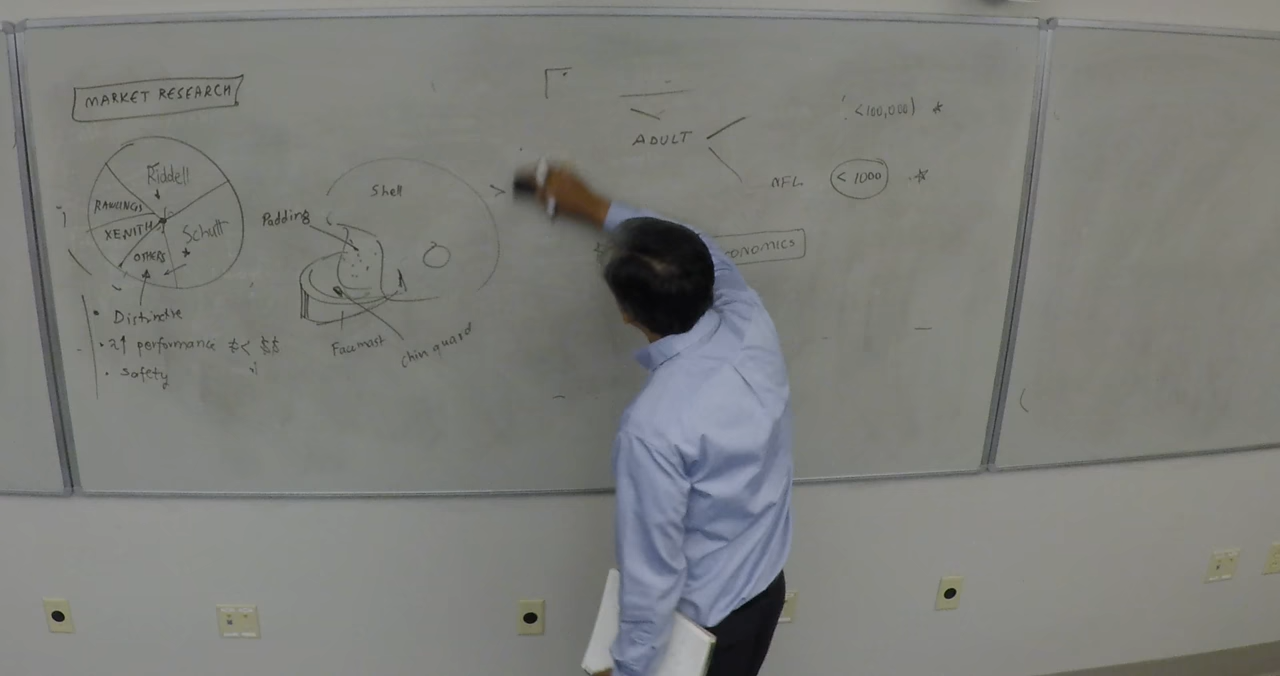 MARKET RESEARCH
Riddell
RAWLINGS
XENITH
Schutt
OTHERS
• Distinctive
• ↑ performance $< $$
• safety
Shell
Padding
Facemast
Chin guard
ADULT
<100,000) *
NFL < 1000 *
ONOMICS